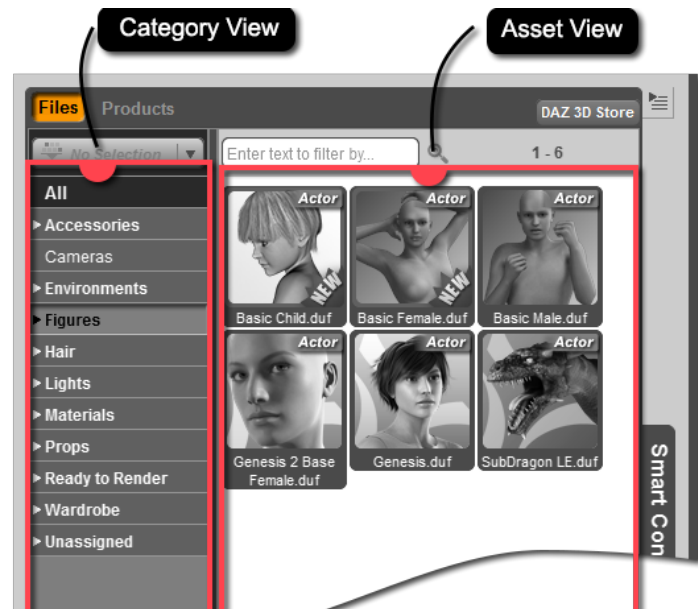 Category View
Asset View
Files Products
DAZ 3D Store
No Selection
Enter text to filter by...
1 - 6
All
Accessories
Cameras
Environments
Figures
Hair
Lights
Materials
Props
Ready to Render
Wardrobe
Unassigned
Actor
NEW
Basic Child.duf
Actor
NEW
Basic Female.duf
Actor
Basic Male.duf
Actor
Genesis 2 Base
Female.duf
Actor
Genesis.duf
Actor
SubDragon LE.duf
Smart Con